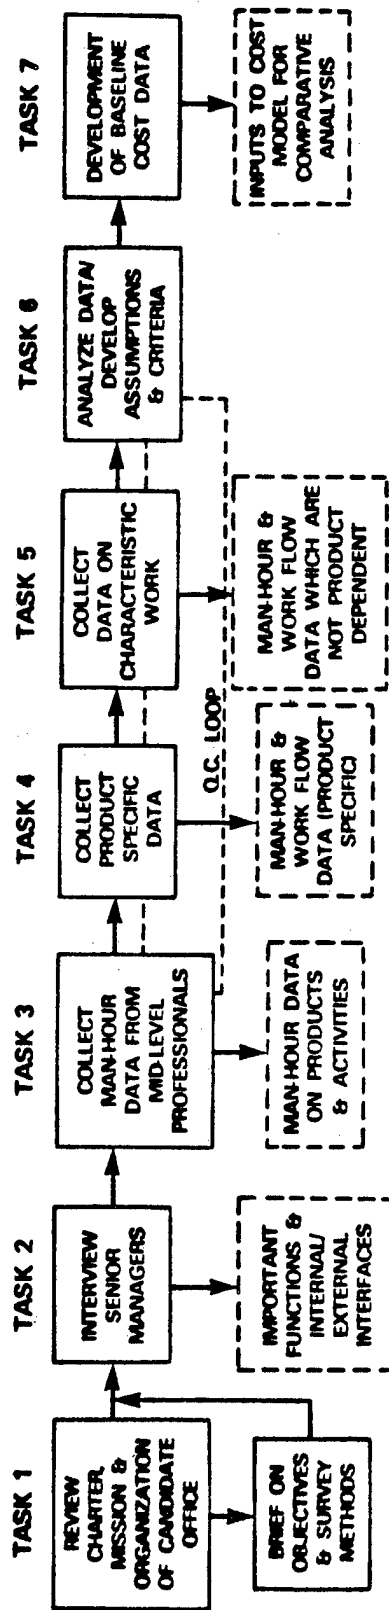 TASK 1
REVIEW
CHARTER,
MISSION &
ORGANIZATION
OF CANDIDATE
OFFICE
BRIEF ON
OBJECTIVES
& SURVEY
METHODS
TASK 2
INTERVIEW
SENIOR
MANAGERS
IMPORTANT
FUNCTIONS &
INTERNAL/
EXTERNAL
INTERFACES
TASK 3
COLLECT
MAN-HOUR
DATA FROM
MID-LEVEL
PROFESSIONALS
MAN-HOUR DATA
ON PRODUCTS
& ACTIVITIES
TASK 4
COLLECT
PRODUCT
SPECIFIC
DATA
MAN-HOUR &
WORK FLOW
DATA (PRODUCT
SPECIFIC)
TASK 5
COLLECT
DATA ON
CHARACTERISTIC
WORK
MAN-HOUR &
WORK FLOW
DATA WHICH ARE
NOT PRODUCT
DEPENDENT
Q.C. LOOP
TASK 6
ANALYZE DATA/
DEVELOP
ASSUMPTIONS
& CRITERIA
TASK 7
DEVELOPMENT
OF BASELINE
COST DATA
INPUTS TO COST
MODEL FOR
COMPARATIVE
ANALYSIS